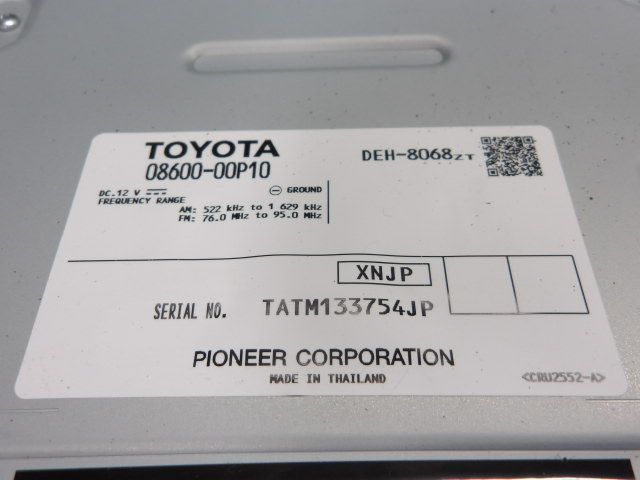 TOYOTA
08600-00P10
DEH-8068ZT
DC.12 V
⊖ GROUND
FREQUENCY RANGE
AM: 522 kHz to 1 629 kHz
FM: 76.0 MHz to 95.0 MHz
XNJP
SERIAL NO. TATM133754JP
PIONEER CORPORATION
MADE IN THAILAND
<CRU2552-A>